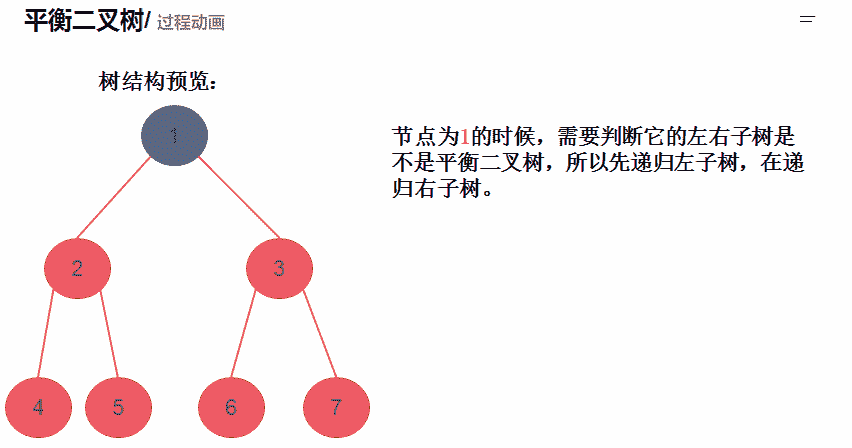 平衡二叉树/ 过程动画
树结构预览：
1
节点为1的时候，需要判断它的左右子树是
不是平衡二叉树，所以先递归左子树，在递
归右子树。
2 3
4 5 6 7